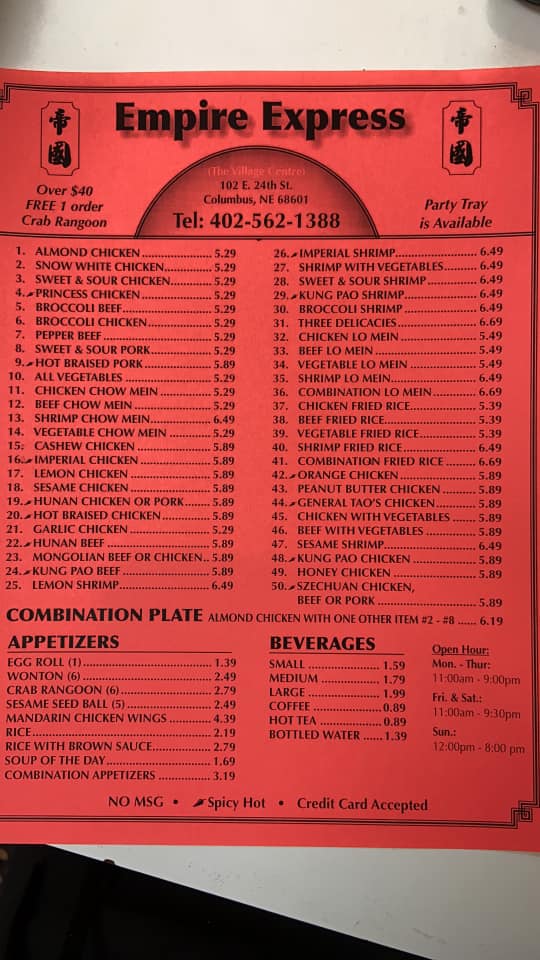 Empire Express
帝國
帝國
(The Village Centre)
102 E. 24th St.
Columbus, NE 68601
Tel: 402-562-1388
Over $40
FREE 1 order
Crab Rangoon
Party Tray
is Available
1. ALMOND CHICKEN 5.29
2. SNOW WHITE CHICKEN 5.29
3. SWEET & SOUR CHICKEN 5.29
4. PRINCESS CHICKEN 5.29
5. BROCCOLI BEEF 5.29
6. BROCCOLI CHICKEN 5.29
7. PEPPER BEEF 5.29
8. SWEET & SOUR PORK 5.29
9. HOT BRAISED PORK 5.89
10. ALL VEGETABLES 5.29
11. CHICKEN CHOW MEIN 5.29
12. BEEF CHOW MEIN 5.29
13. SHRIMP CHOW MEIN 6.49
14. VEGETABLE CHOW MEIN 5.29
15. CASHEW CHICKEN 5.89
16. IMPERIAL CHICKEN 5.89
17. LEMON CHICKEN 5.89
18. SESAME CHICKEN 5.89
19. HUNAN CHICKEN OR PORK 5.89
20. HOT BRAISED CHICKEN 5.89
21. GARLIC CHICKEN 5.29
22. HUNAN BEEF 5.89
23. MONGOLIAN BEEF OR CHICKEN 5.89
24. KUNG PAO BEEF 5.89
25. LEMON SHRIMP 6.49
26. IMPERIAL SHRIMP 6.49
27. SHRIMP WITH VEGETABLES 6.49
28. SWEET & SOUR SHRIMP 6.49
29. KUNG PAO SHRIMP 6.49
30. BROCCOLI SHRIMP 6.49
31. THREE DELICACIES 6.69
32. CHICKEN LO MEIN 5.49
33. BEEF LO MEIN 5.49
34. VEGETABLE LO MEIN 5.49
35. SHRIMP LO MEIN 6.49
36. COMBINATION LO MEIN 6.69
37. CHICKEN FRIED RICE 5.39
38. BEEF FRIED RICE 5.39
39. VEGETABLE FRIED RICE 5.39
40. SHRIMP FRIED RICE 6.49
41. COMBINATION FRIED RICE 6.69
42. ORANGE CHICKEN 5.89
43. PEANUT BUTTER CHICKEN 5.89
44. GENERAL TAO'S CHICKEN 5.89
45. CHICKEN WITH VEGETABLES 5.89
46. BEEF WITH VEGETABLES 5.89
47. SESAME SHRIMP 6.49
48. KUNG PAO CHICKEN 5.89
49. HONEY CHICKEN 5.89
50. SZECHUAN CHICKEN,
BEEF OR PORK 5.89
COMBINATION PLATE ALMOND CHICKEN WITH ONE OTHER ITEM #2 - #8 6.19
APPETIZERS
EGG ROLL (1) 1.39
WONTON (6) 2.49
CRAB RANGOON (6) 2.79
SESAME SEED BALL (5) 2.49
MANDARIN CHICKEN WINGS 4.39
RICE 2.19
RICE WITH BROWN SAUCE 2.79
SOUP OF THE DAY 1.69
COMBINATION APPETIZERS 3.19
BEVERAGES
SMALL 1.59
MEDIUM 1.79
LARGE 1.99
COFFEE 0.89
HOT TEA 0.89
BOTTLED WATER 1.39
Open Hour:
Mon. - Thur:
11:00am - 9:00pm
Fri. & Sat.:
11:00am - 9:30pm
Sun.:
12:00pm - 8:00 pm
NO MSG • Spicy Hot • Credit Card Accepted